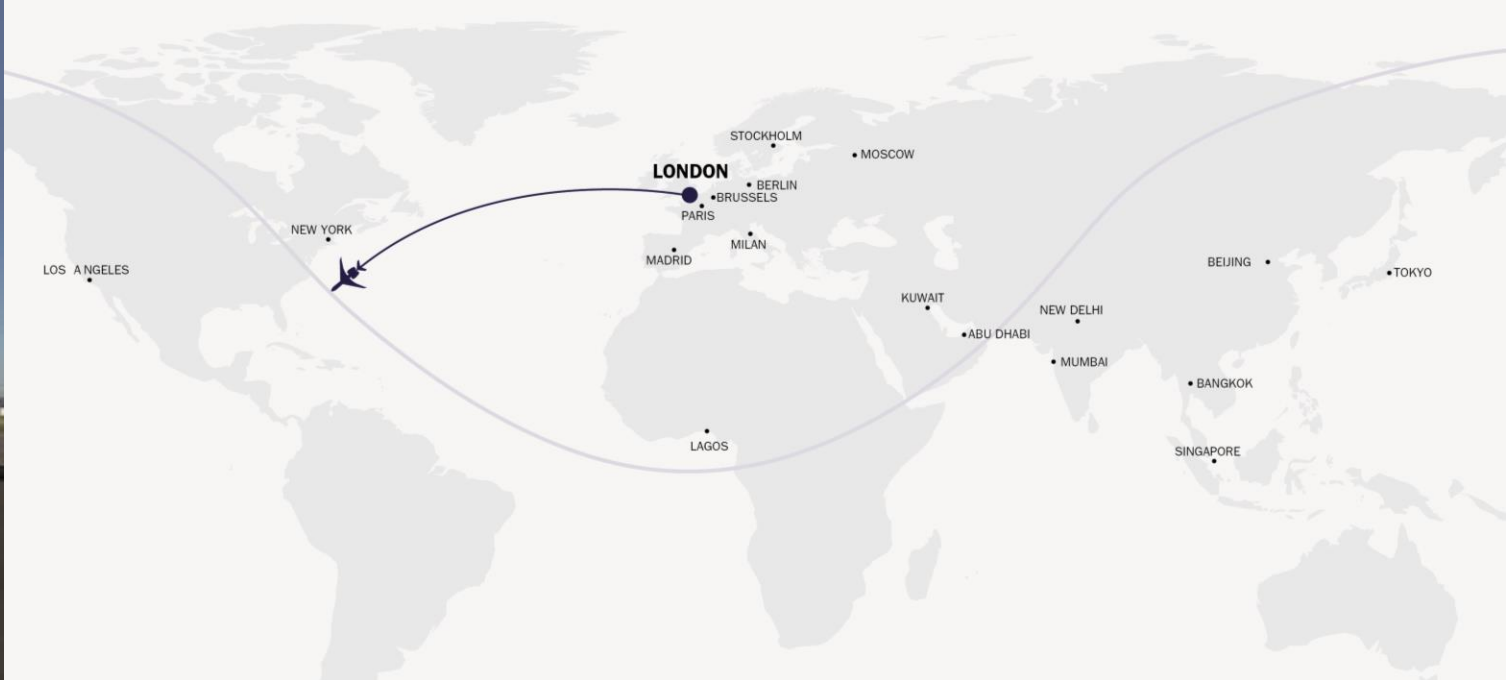 STOCKHOLM
MOSCOW
LONDON
BERLIN
BRUSSELS
PARIS
NEW YORK
MILAN
MADRID
LOS A NGELES
BEIJING
TOKYO
KUWAIT
NEW DELHI
ABU DHABI
MUMBAI
BANGKOK
LAGOS
SINGAPORE